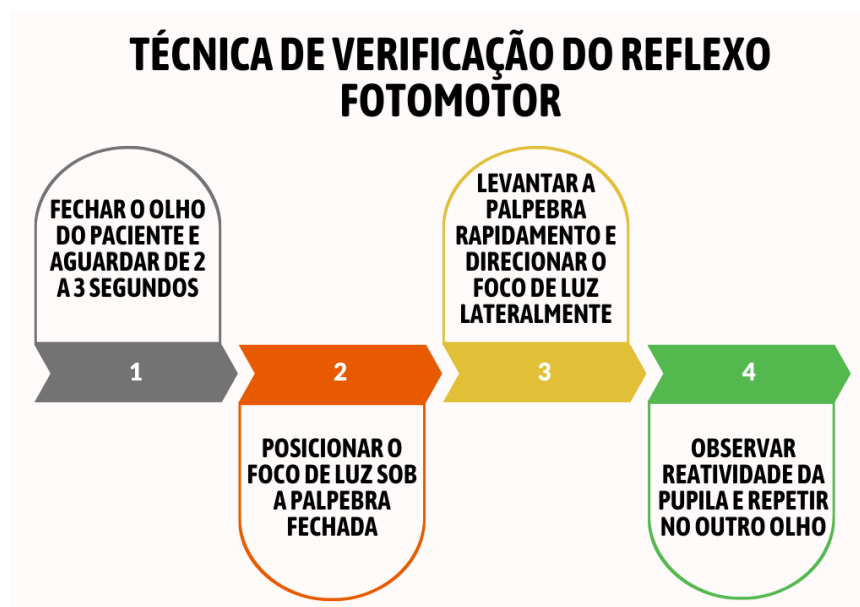 TÉCNICA DE VERIFICAÇÃO DO REFLEXO
FOTOMOTOR
FECHAR O OLHO
DO PACIENTE E
AGUARDAR DE 2
A 3 SEGUNDOS
1
2
POSICIONAR O
FOCO DE LUZ SOB
A PALPEBRA
FECHADA
LEVANTAR A
PALPEBRA
RAPIDAMENTO E
DIRECIONAR O
FOCO DE LUZ
LATERALMENTE
3
4
OBSERVAR
REATIVIDADE DA
PUPILA E REPETIR
NO OUTRO OLHO